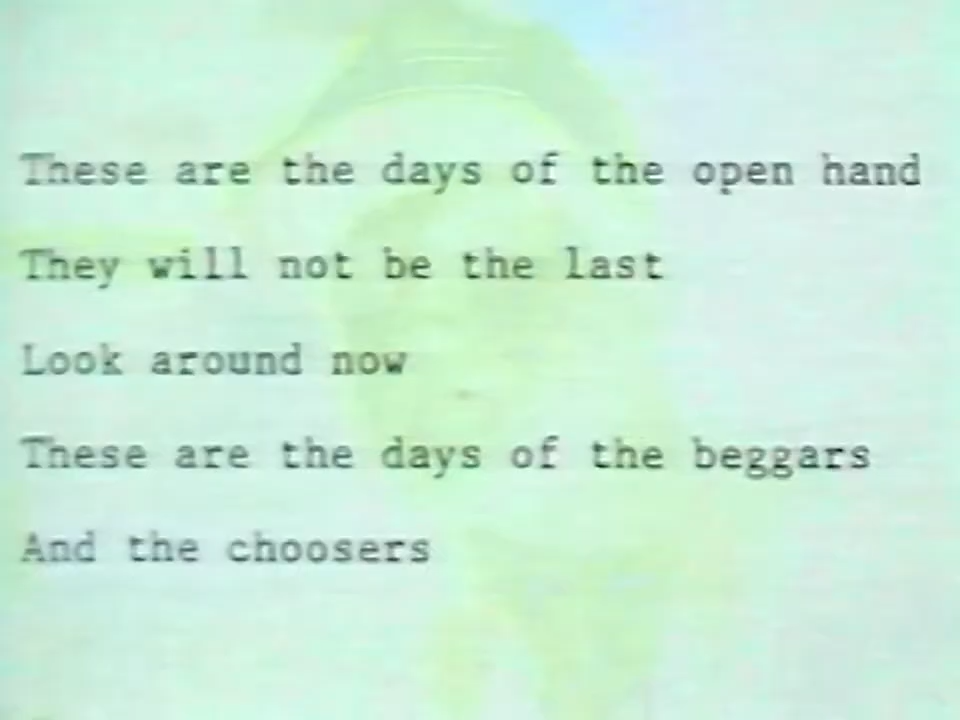 These are the days of the open hand
They will not be the last
Look around now
These are the days of the beggars
And the choosers